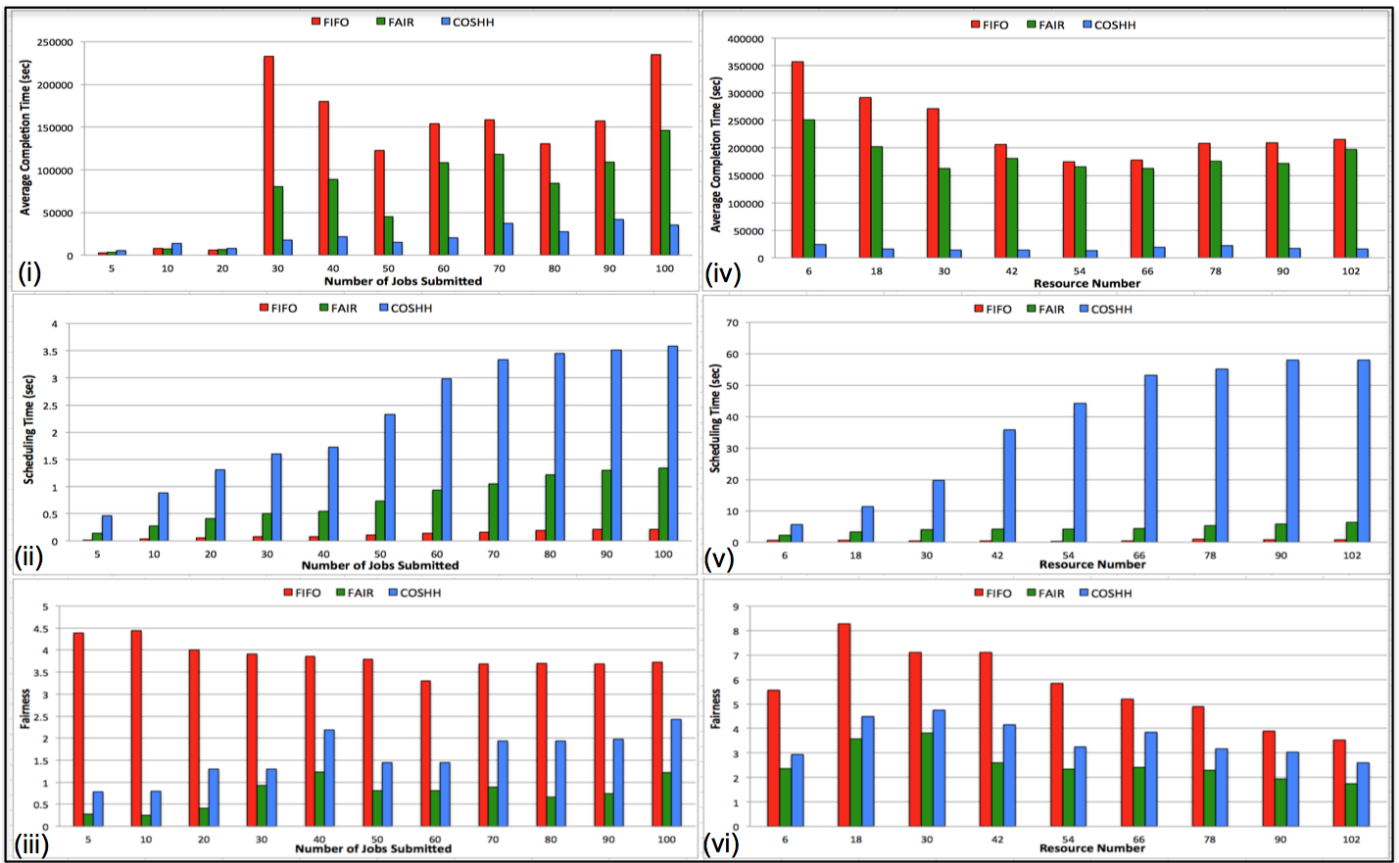 FIFO FAIR COSHH
Average Completion Time (sec)
250000
200000
150000
100000
50000
0
5 10 20 30 40 50 60 70 80 90 100
Number of Jobs Submitted
(i)
FIFO FAIR COSHH
Average Completion Time (sec)
400000
350000
300000
250000
200000
150000
100000
50000
0
6 18 30 42 54 66 78 90 102
Resource Number
(iv)
FIFO FAIR COSHH
Scheduling Time (sec)
4
3.5
3
2.5
2
1.5
1
0.5
0
5 10 20 30 40 50 60 70 80 90 100
Number of Jobs Submitted
(ii)
FIFO FAIR COSHH
Scheduling Time (sec)
70
60
50
40
30
20
10
0
6 18 30 42 54 66 78 90 102
Resource Number
(v)
FIFO FAIR COSHH
Fairness
5
4.5
4
3.5
3
2.5
2
1.5
1
0.5
0
5 10 20 30 40 50 60 70 80 90 100
Number of Jobs Submitted
(iii)
FIFO FAIR COSHH
Fairness
9
8
7
6
5
4
3
2
1
0
6 18 30 42 54 66 78 90 102
Resource Number
(vi)